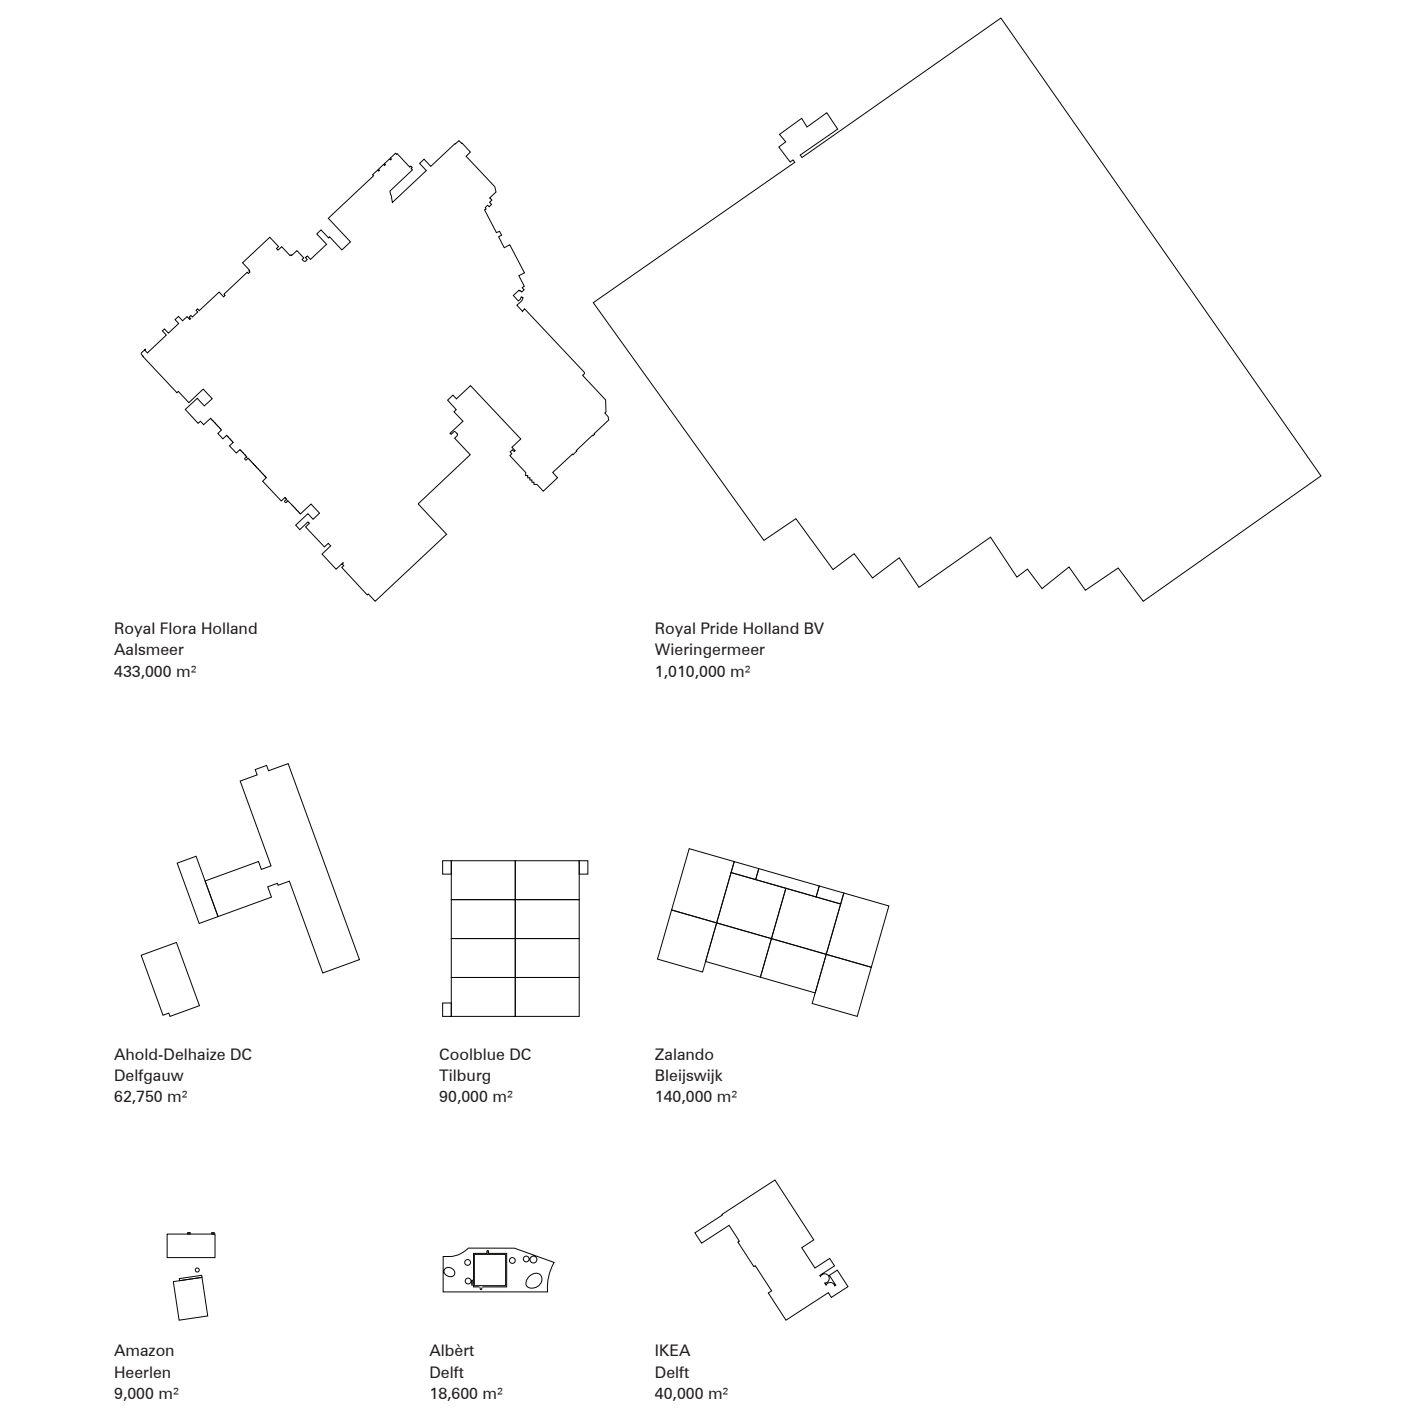 Royal Flora Holland
Aalsmeer
433,000 m²
Royal Pride Holland BV
Wieringermeer
1,010,000 m²
Ahold-Delhaize DC
Delfgauw
62,750 m²
Coolblue DC
Tilburg
90,000 m²
Zalando
Bleijswijk
140,000 m²
Amazon
Heerlen
9,000 m²
Albèrt
Delft
18,600 m²
IKEA
Delft
40,000 m²